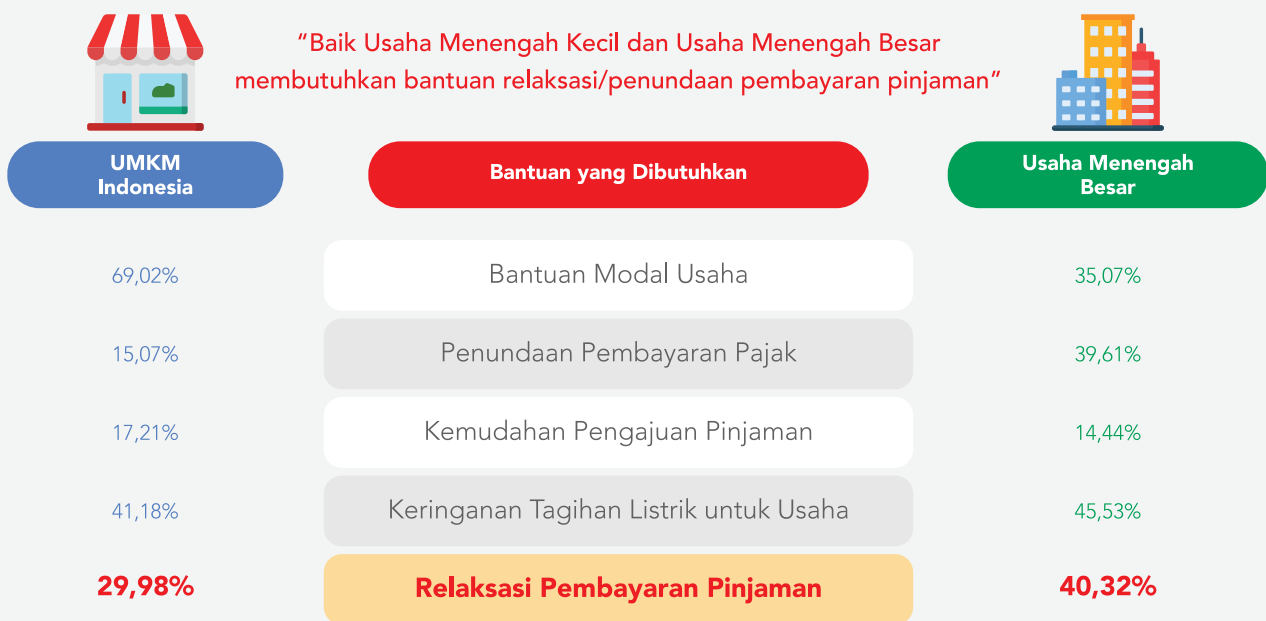 “Baik Usaha Menengah Kecil dan Usaha Menengah Besar
membutuhkan bantuan relaksasi/penundaan pembayaran pinjaman”
UMKM
Indonesia
Bantuan yang Dibutuhkan
Usaha Menengah
Besar
69,02%
Bantuan Modal Usaha
35,07%
15,07%
Penundaan Pembayaran Pajak
39,61%
17,21%
Kemudahan Pengajuan Pinjaman
14,44%
41,18%
Keringanan Tagihan Listrik untuk Usaha
45,53%
29,98%
Relaksasi Pembayaran Pinjaman
40,32%